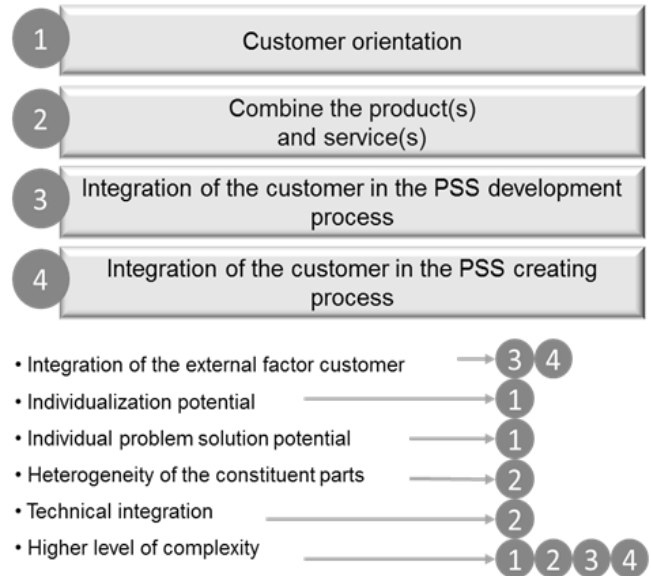 1 Customer orientation
2 Combine the product(s)
and service(s)
3 Integration of the customer in the PSS development
process
4 Integration of the customer in the PSS creating
process
• Integration of the external factor customer 3 4
• Individualization potential 1
• Individual problem solution potential 1
• Heterogeneity of the constituent parts 2
• Technical integration 2
• Higher level of complexity 1 2 3 4